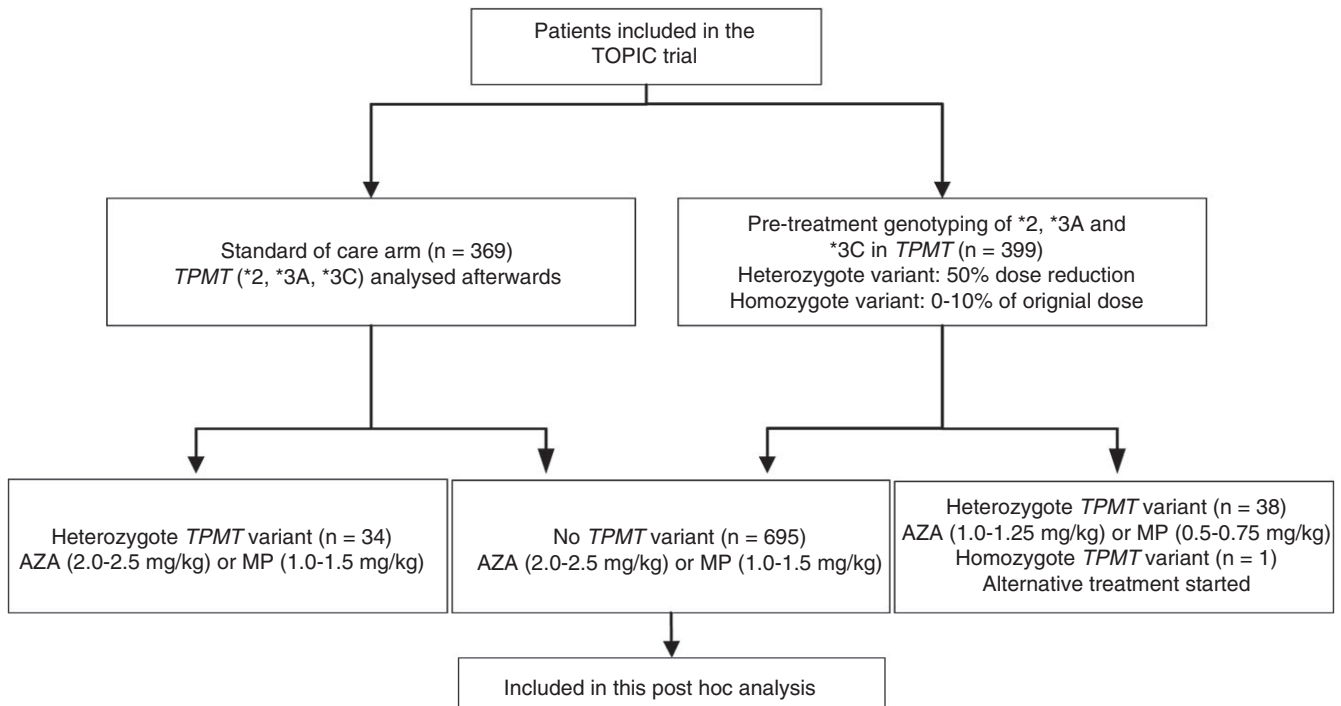 Patients included in the
TOPIC trial
Standard of care arm (n = 369)
TPMT (*2, *3A, *3C) analysed afterwards
Pre-treatment genotyping of *2, *3A and
*3C in TPMT (n = 399)
Heterozygote variant: 50% dose reduction
Homozygote variant: 0-10% of orignial dose
Heterozygote TPMT variant (n = 34)
AZA (2.0-2.5 mg/kg) or MP (1.0-1.5 mg/kg)
No TPMT variant (n = 695)
AZA (2.0-2.5 mg/kg) or MP (1.0-1.5 mg/kg)
Heterozygote TPMT variant (n = 38)
AZA (1.0-1.25 mg/kg) or MP (0.5-0.75 mg/kg)
Homozygote TPMT variant (n = 1)
Alternative treatment started
Included in this post hoc analysis